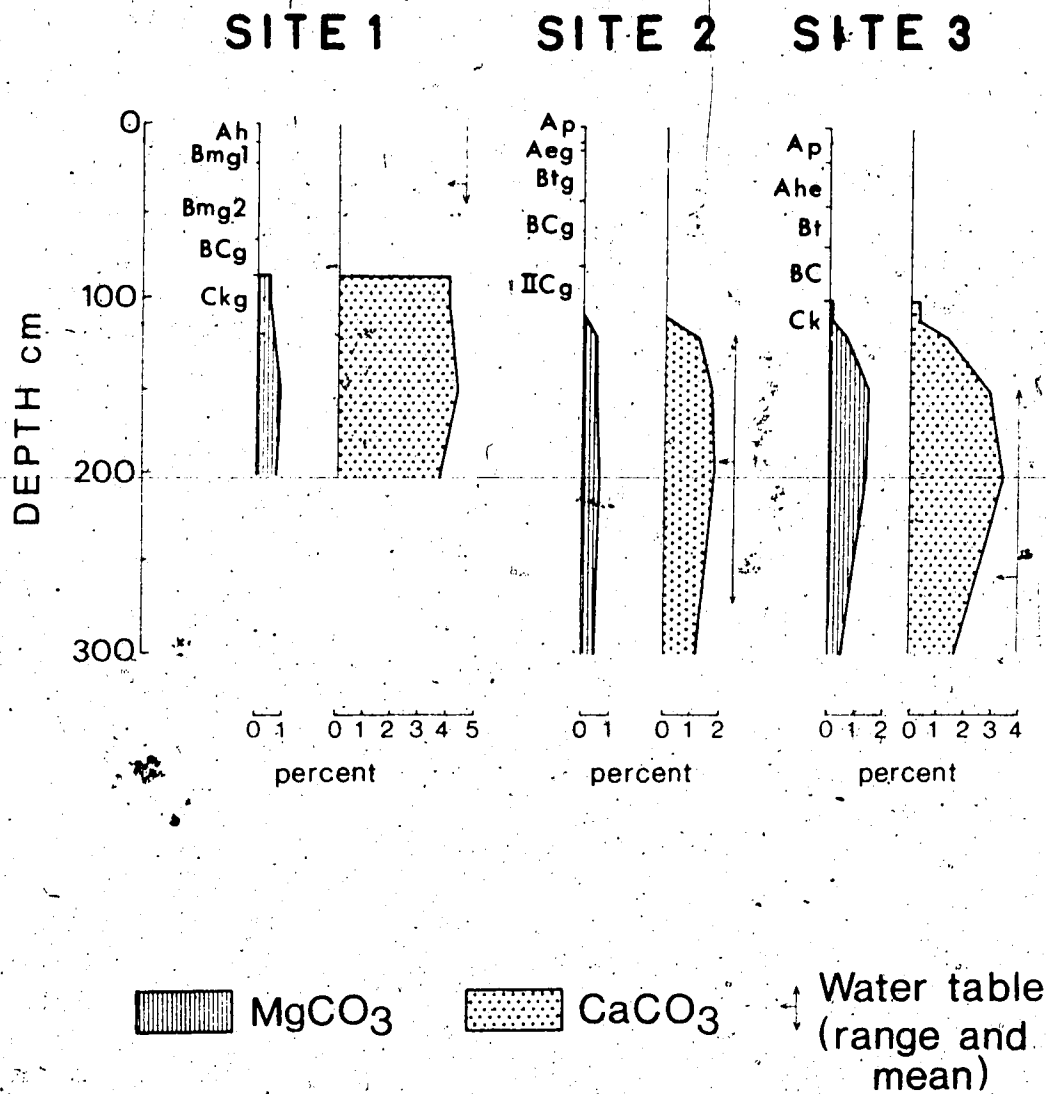 SITE 1 SITE 2 SITE 3
DEPTH cm
0
100
200
300
Ah
Bmg1
Bmg2
BCg
Ckg
Ap
Aeg
Btg
BCg
IICg
Ap
Ahe
Bt
BC
Ck
0 1 0 1 2 3 4 5 0 1 0 1 2 0 1 2 0 1 2 3 4
percent percent percent
MgCO3 CaCO3 Water table
(range and
mean)